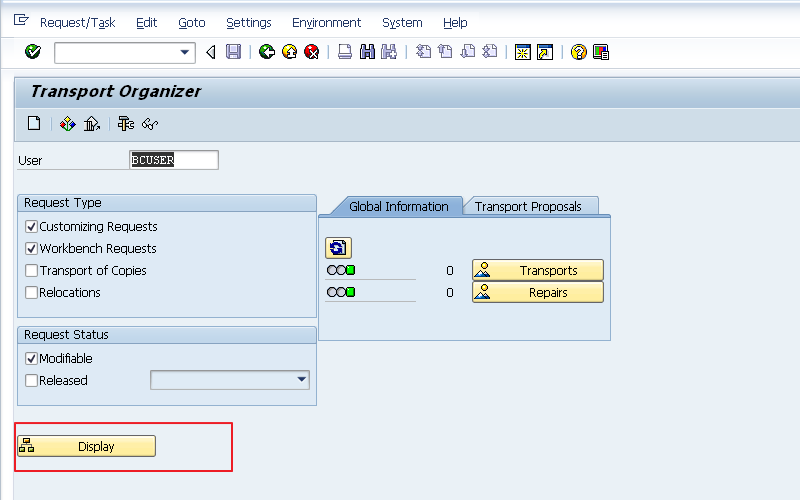 Request/Task Edit Goto Settings Environment System Help
Transport Organizer
User BCUSER
Request Type
Customizing Requests
Workbench Requests
Transport of Copies
Relocations
Request Status
Modifiable
Released
Display
Global Information Transport Proposals
0 Transports
0 Repairs